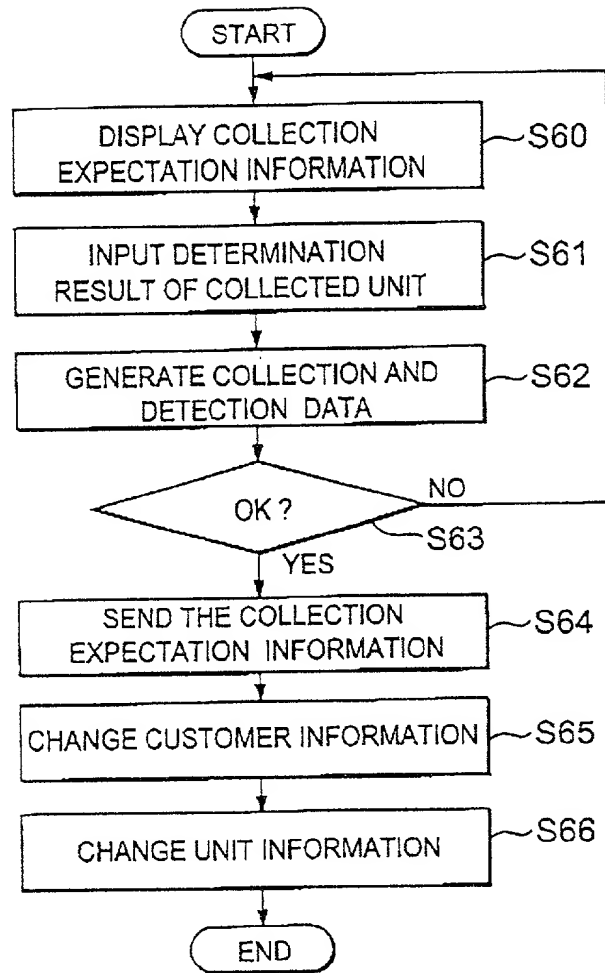 START
DISPLAY COLLECTION
EXPECTATION INFORMATION
S60
INPUT DETERMINATION
RESULT OF COLLECTED UNIT
S61
GENERATE COLLECTION AND
DETECTION DATA
S62
OK?
NO
S63
YES
SEND THE COLLECTION
EXPECTATION INFORMATION
S64
CHANGE CUSTOMER INFORMATION
S65
CHANGE UNIT INFORMATION
S66
END